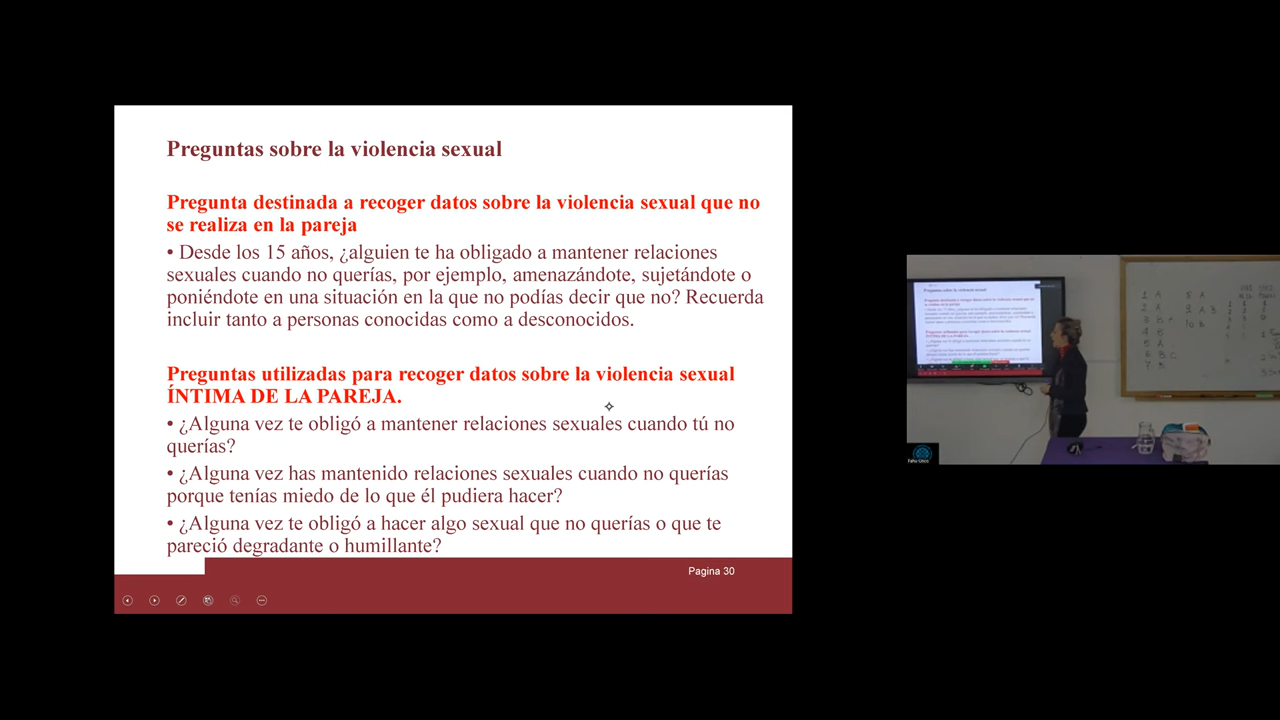 Preguntas sobre la violencia sexual
Pregunta destinada a recoger datos sobre la violencia sexual que no
se realiza en la pareja
• Desde los 15 años, ¿alguien te ha obligado a mantener relaciones
sexuales cuando no querías, por ejemplo, amenazándote, sujetándote o
poniéndote en una situación en la que no podías decir que no? Recuerda
incluir tanto a personas conocidas como a desconocidos.
Preguntas utilizadas para recoger datos sobre la violencia sexual
ÍNTIMA DE LA PAREJA.
• ¿Alguna vez te obligó a mantener relaciones sexuales cuando tú no
querías?
• ¿Alguna vez has mantenido relaciones sexuales cuando no querías
porque tenías miedo de lo que él pudiera hacer?
• ¿Alguna vez te obligó a hacer algo sexual que no querías o que te
pareció degradante o humillante?
Pagina 30